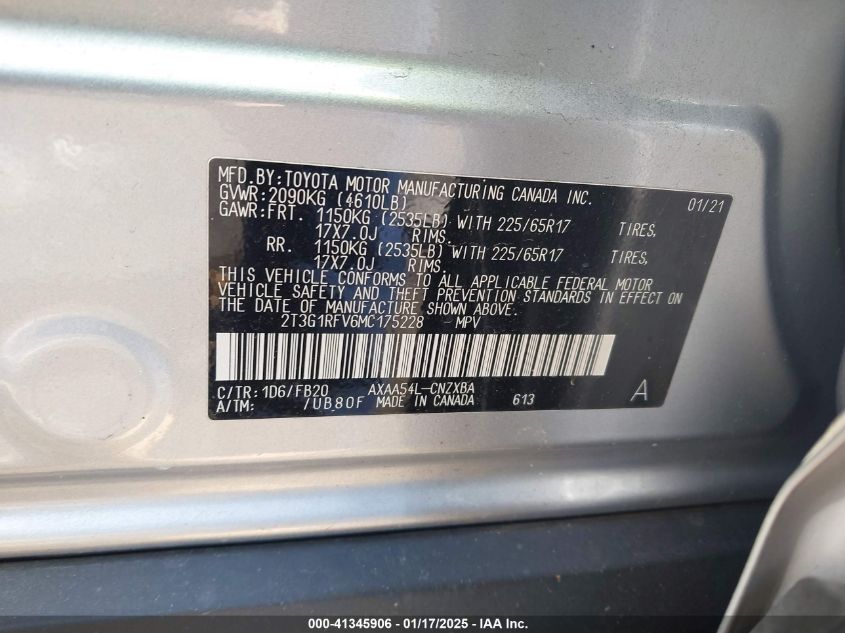 MFD.BY:TOYOTA MOTOR MANUFACTURING CANADA INC. 01/21
GVWR:2090KG (4610LB)
GAWR:FRT. 1150KG (2535LB) WITH 225/65R17 TIRES,
17X7.0J RIMS.
RR. 1150KG (2535LB) WITH 225/65R17 TIRES,
17X7.0J RIMS.
THIS VEHICLE CONFORMS TO ALL APPLICABLE FEDERAL MOTOR
VEHICLE SAFETY AND THEFT PREVENTION STANDARDS IN EFFECT ON
THE DATE OF MANUFACTURE SHOWN ABOVE.
2T3G1RFV6MC175228 MPV
C/TR:1D6/FB20 AXAA54L-CNZXBA
A/TM: /UB80F MADE IN CANADA 613 A
000-41345906 - 01/17/2025 - IAA Inc.